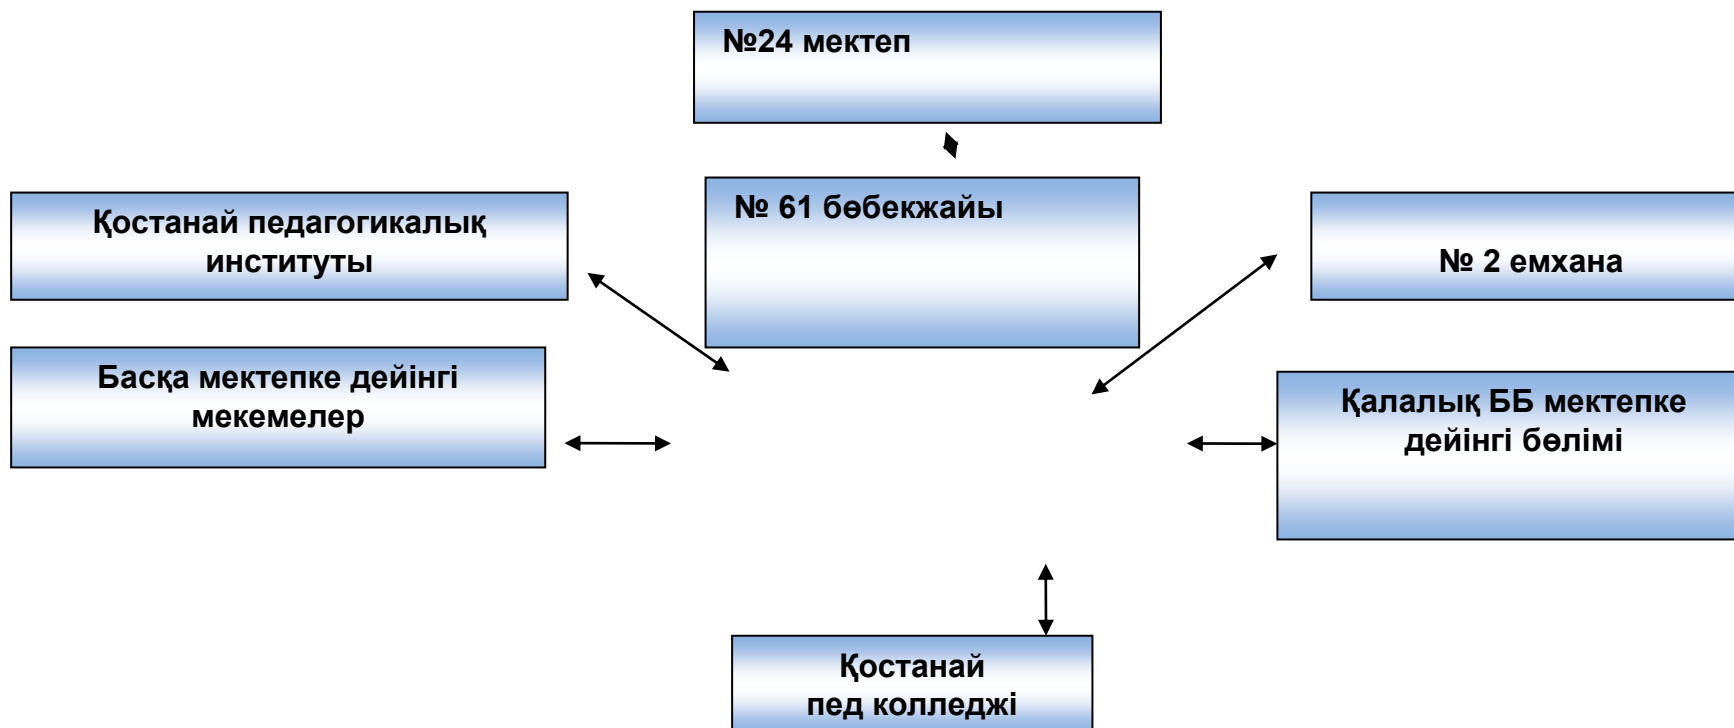 №24 мектеп
№ 61 бөбекжайы
Қостанай педагогикалық
институты
№ 2 емхана
Басқа мектепке дейінгі
мекемелер
Қалалық ББ мектепке
дейінгі бөлімі
Қостанай
пед колледжі